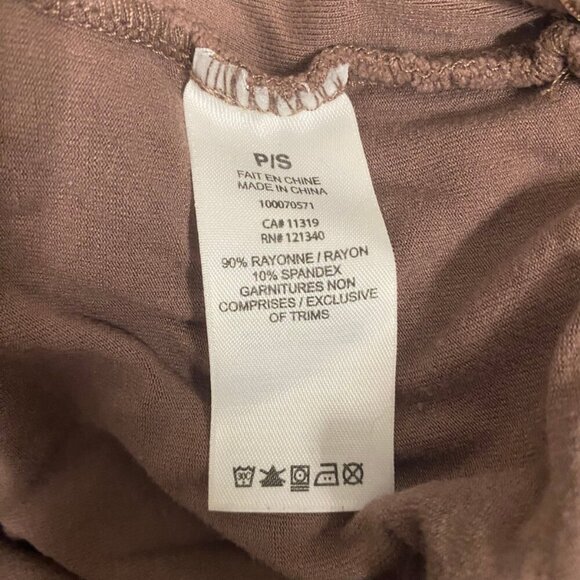 P/S
FAIT EN CHINE
MADE IN CHINA
100070571
CA# 11319
RN# 121340
90% RAYONNE / RAYON
10% SPANDEX
GARNITURES NON
COMPRISES / EXCLUSIVE
OF TRIMS
30°C